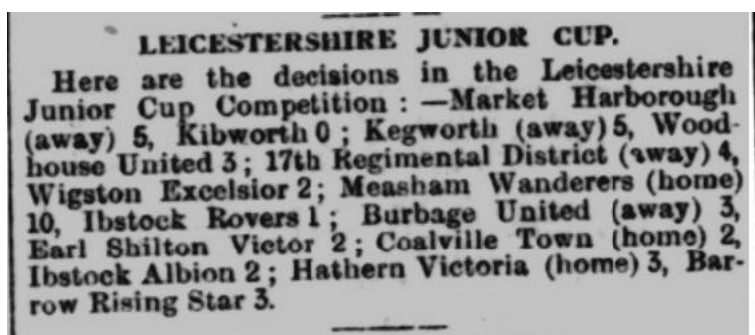 LEICESTERSHIRE JUNIOR CUP.
Here are the decisions in the Leicestershire
Junior Cup Competition : —Market Harborough
(away) 5, Kibworth 0 ; Kegworth (away) 5, Wood-
house United 3 ; 17th Regimental District (away) 4,
Wigston Excelsior 2 ; Measham Wanderers (home)
10, Ibstock Rovers 1 ; Burbage United (away) 3,
Earl Shilton Victor 2 ; Coalville Town (home) 2,
Ibstock Albion 2 ; Hathern Victoria (home) 3, Bar-
row Rising Star 3.